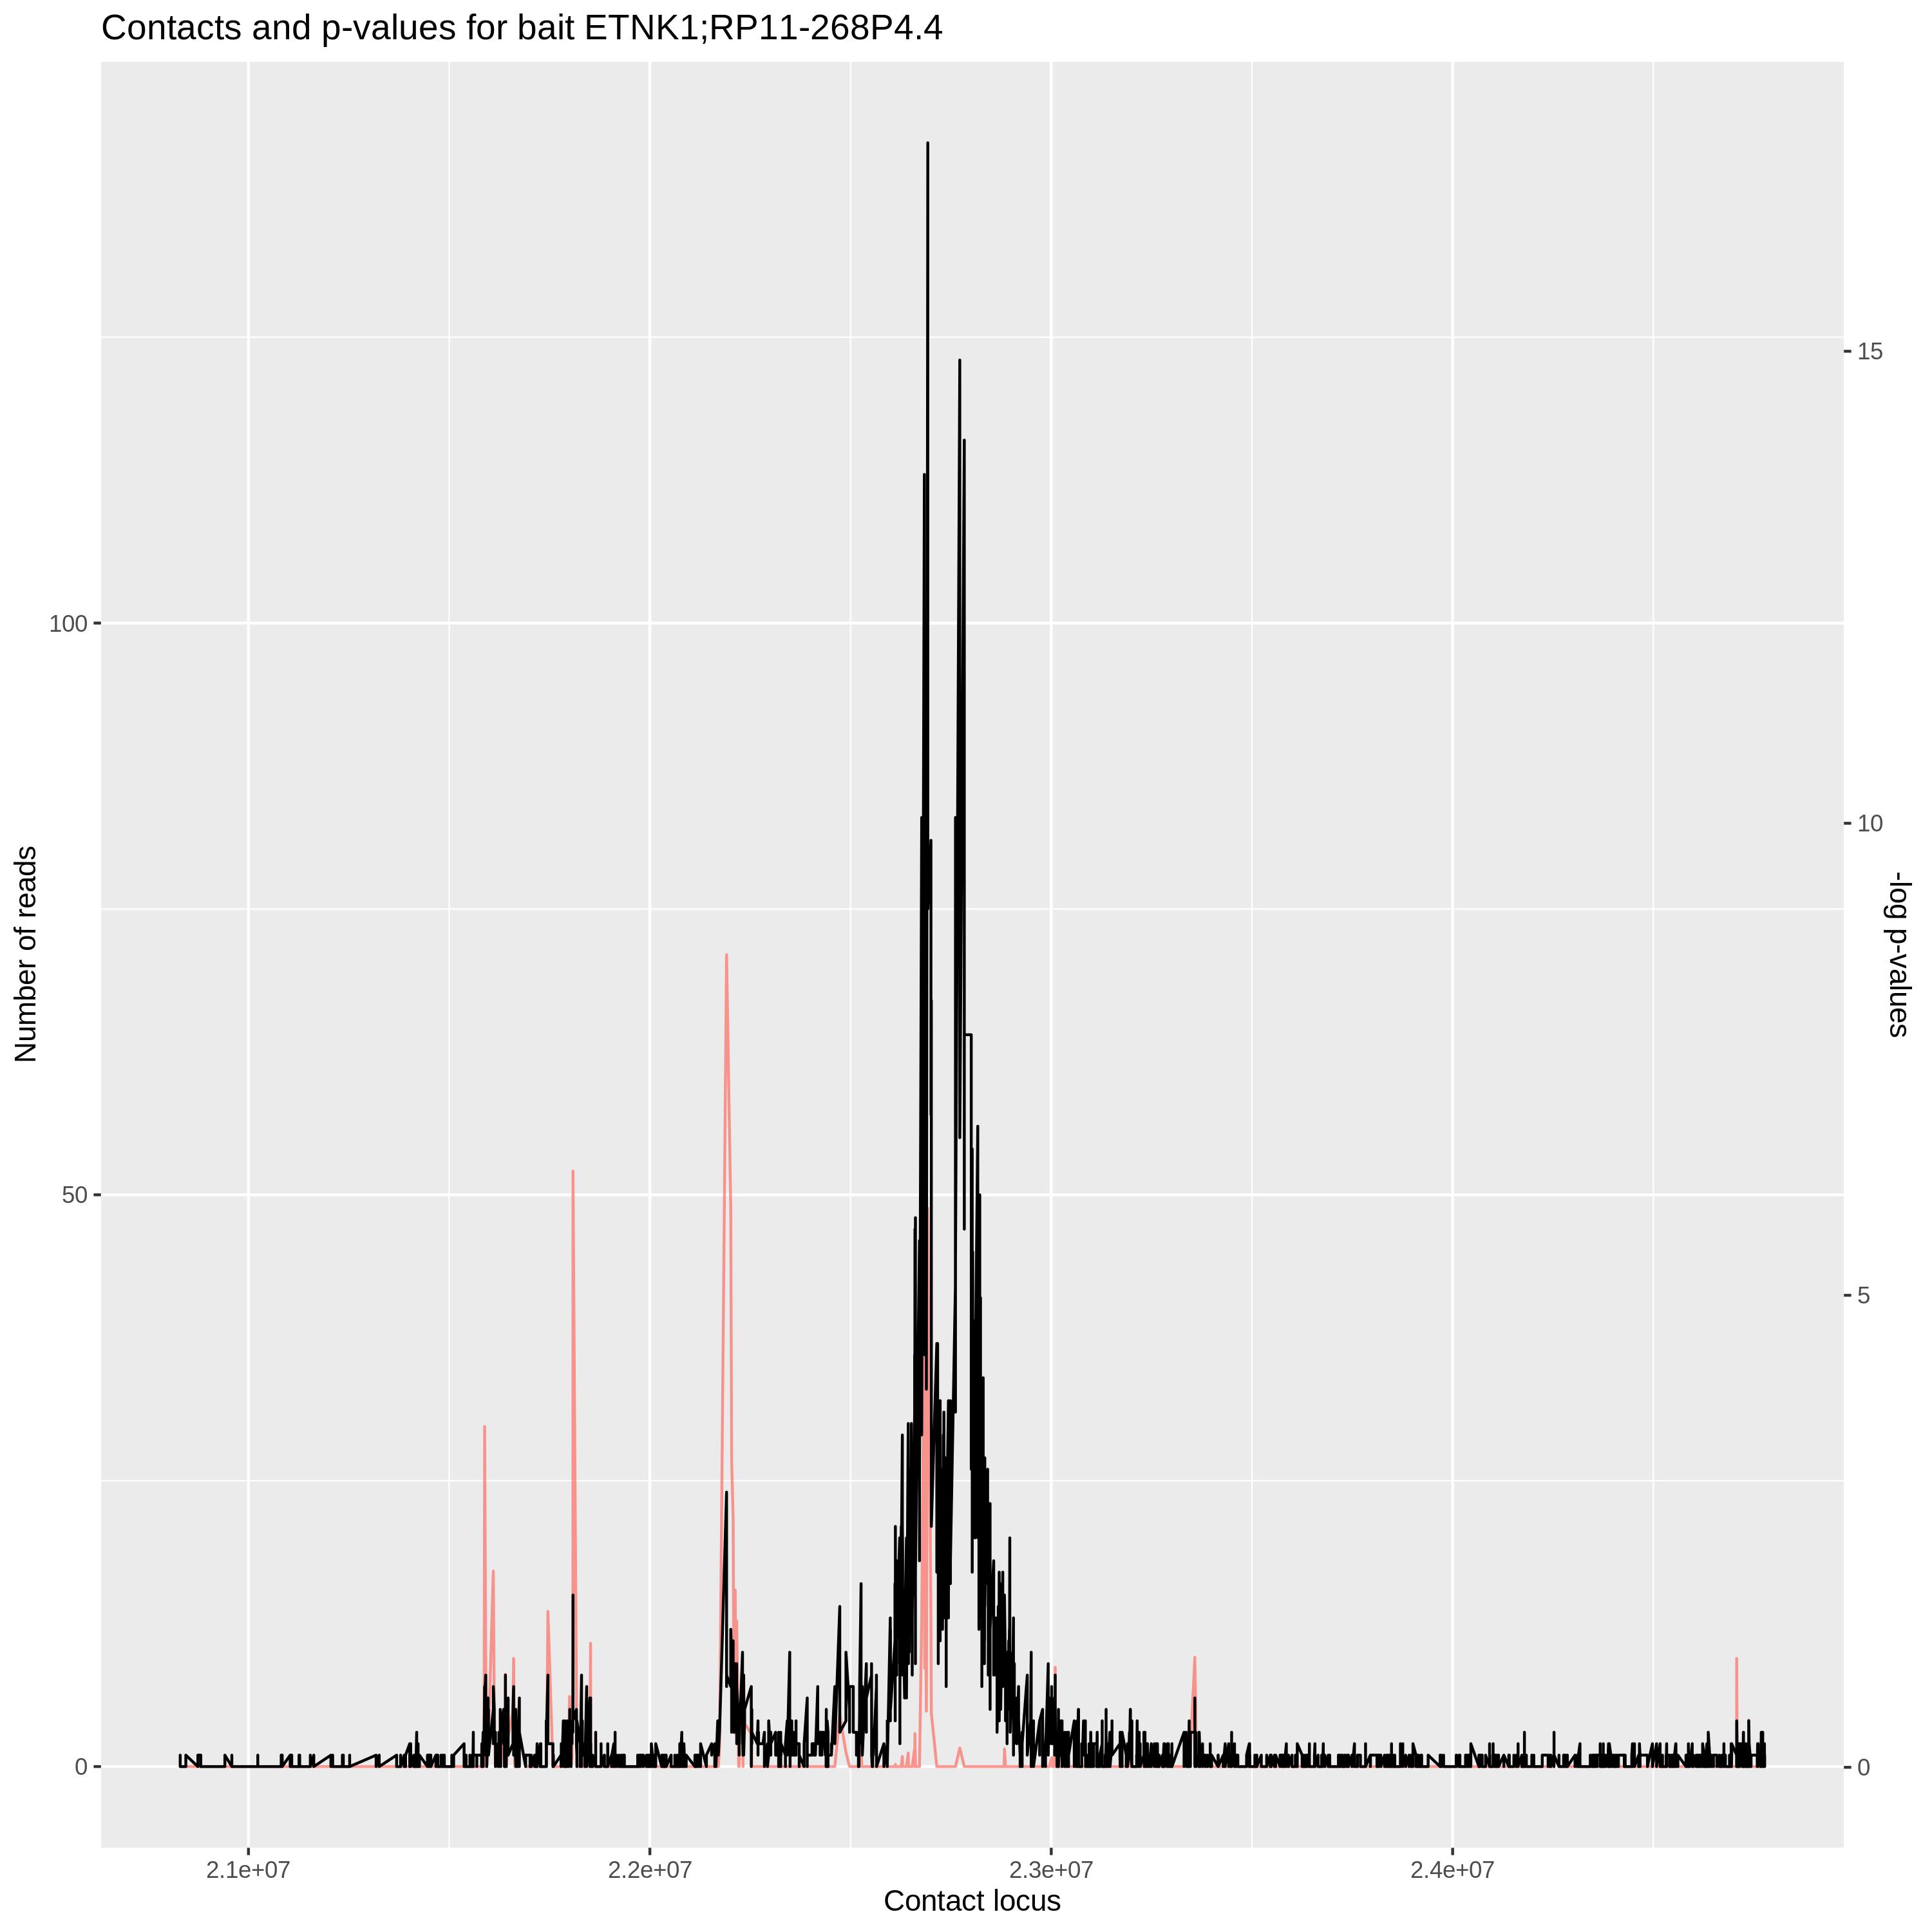 Contacts and p-values for bait ETNK1;RP11-268P4.4
15
100
10
Number of reads
-log p-values
50
5
0
0
2.1e+07
2.2e+07
2.3e+07
2.4e+07
Contact locus